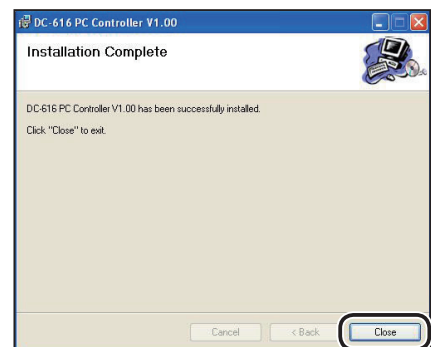 DC-616 PC Controller V1.00
Installation Complete
DC-616 PC Controller V1.00 has been successfully installed.
Click "Close" to exit.
Cancel
< Back
Close